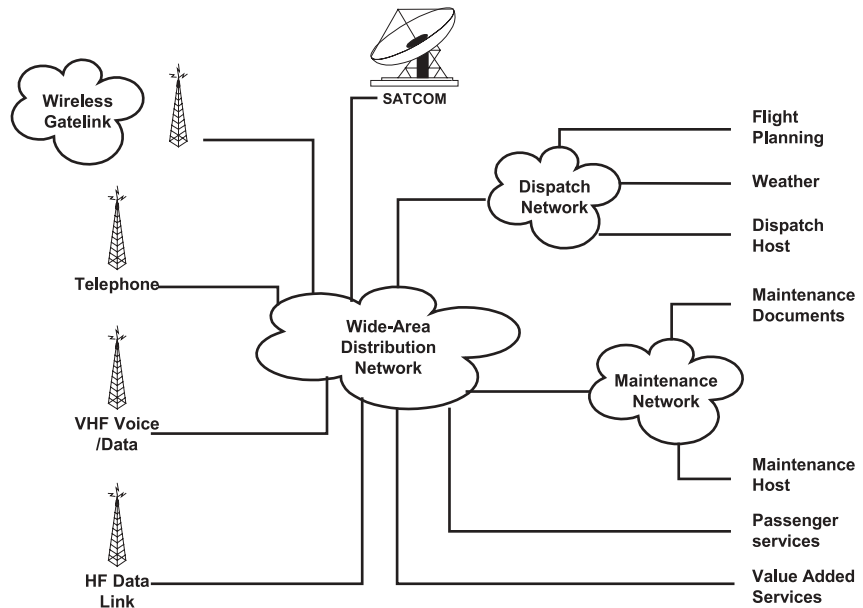 SATCOM
Wireless
Gatelink
Telephone
VHF Voice
/Data
HF Data
Link
Wide-Area
Distribution
Network
Dispatch
Network
Maintenance
Network
Flight
Planning
Weather
Dispatch
Host
Maintenance
Documents
Maintenance
Host
Passenger
services
Value Added
Services